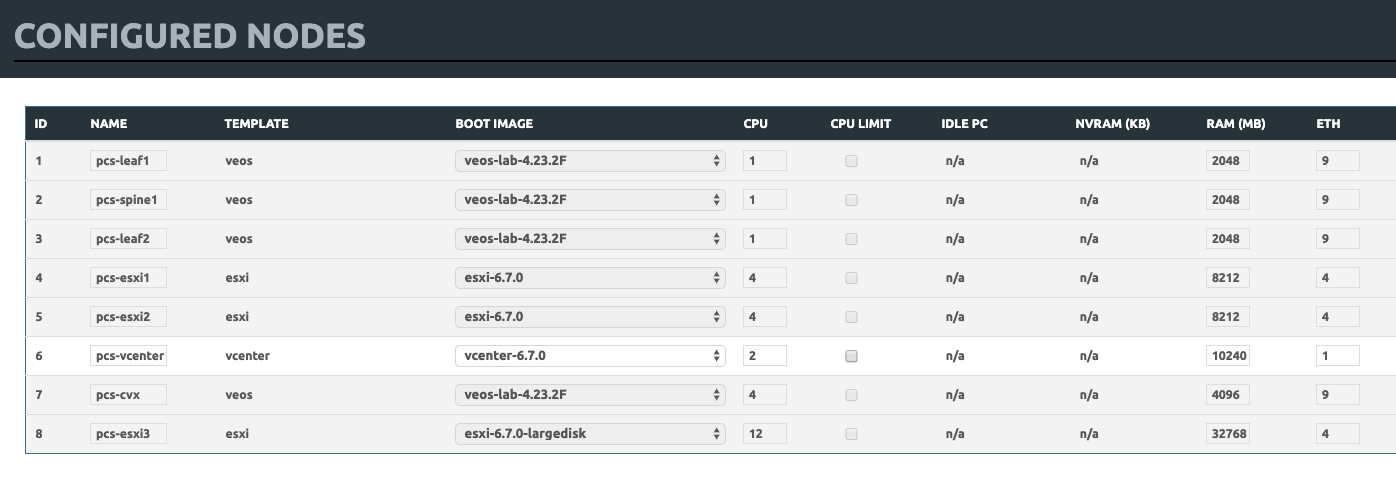 CONFIGURED NODES
ID NAME TEMPLATE BOOT IMAGE CPU CPU LIMIT IDLE PC NVRAM (KB) RAM (MB) ETH
1 pcs-leaf1 veos veos-lab-4.23.2F 1 n/a n/a 2048 9
2 pcs-spine1 veos veos-lab-4.23.2F 1 n/a n/a 2048 9
3 pcs-leaf2 veos veos-lab-4.23.2F 1 n/a n/a 2048 9
4 pcs-esxi1 esxi esxi-6.7.0 4 n/a n/a 8212 4
5 pcs-esxi2 esxi esxi-6.7.0 4 n/a n/a 8212 4
6 pcs-vcenter vcenter vcenter-6.7.0 2 n/a n/a 10240 1
7 pcs-cvx veos veos-lab-4.23.2F 4 n/a n/a 4096 9
8 pcs-esxi3 esxi esxi-6.7.0-largedisk 12 n/a n/a 32768 4